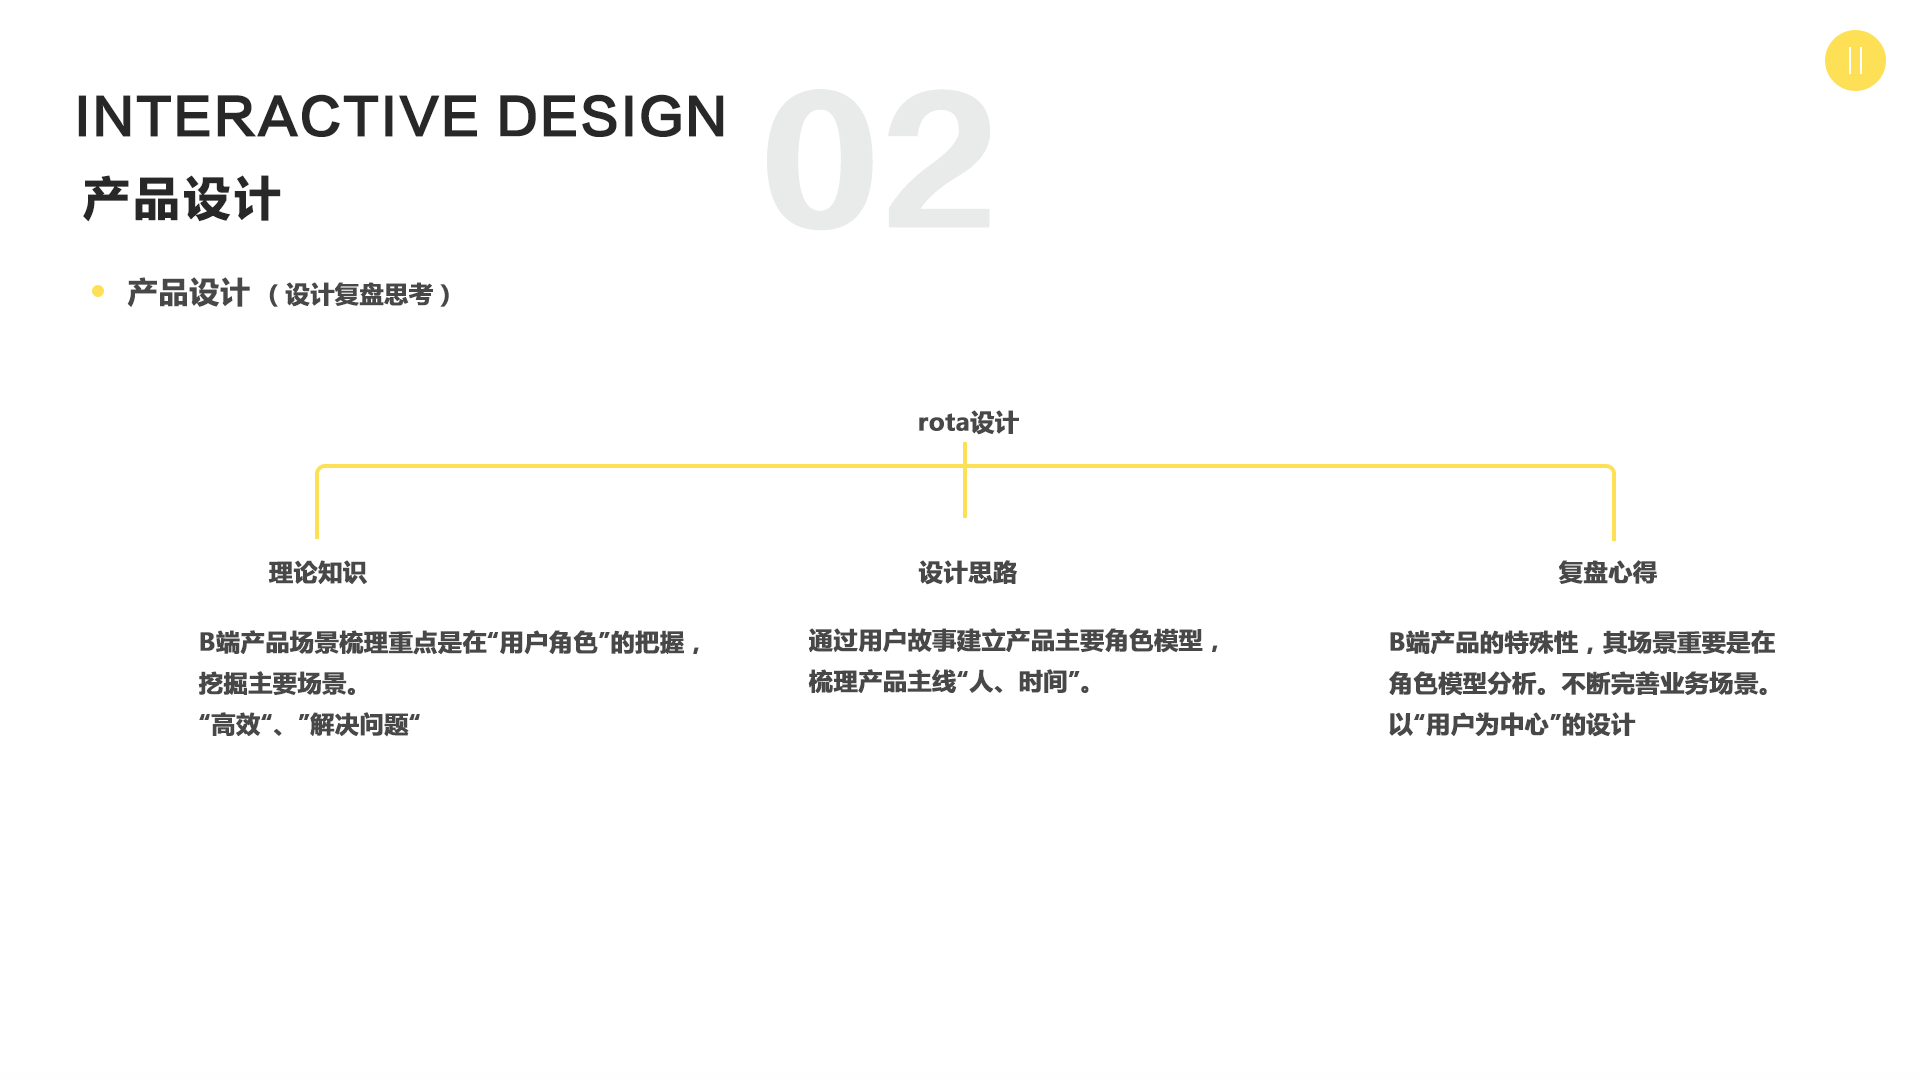 INTERACTIVE DESIGN
02
产品设计
产品设计（设计复盘思考）
rota设计
理论知识
B端产品场景梳理重点是在“用户角色”的把握，
挖掘主要场景。
“高效“、”解决问题“
设计思路
通过用户故事建立产品主要角色模型，
梳理产品主线“人、时间”。
复盘心得
B端产品的特殊性，其场景重要是在
角色模型分析。不断完善业务场景。
以“用户为中心”的设计